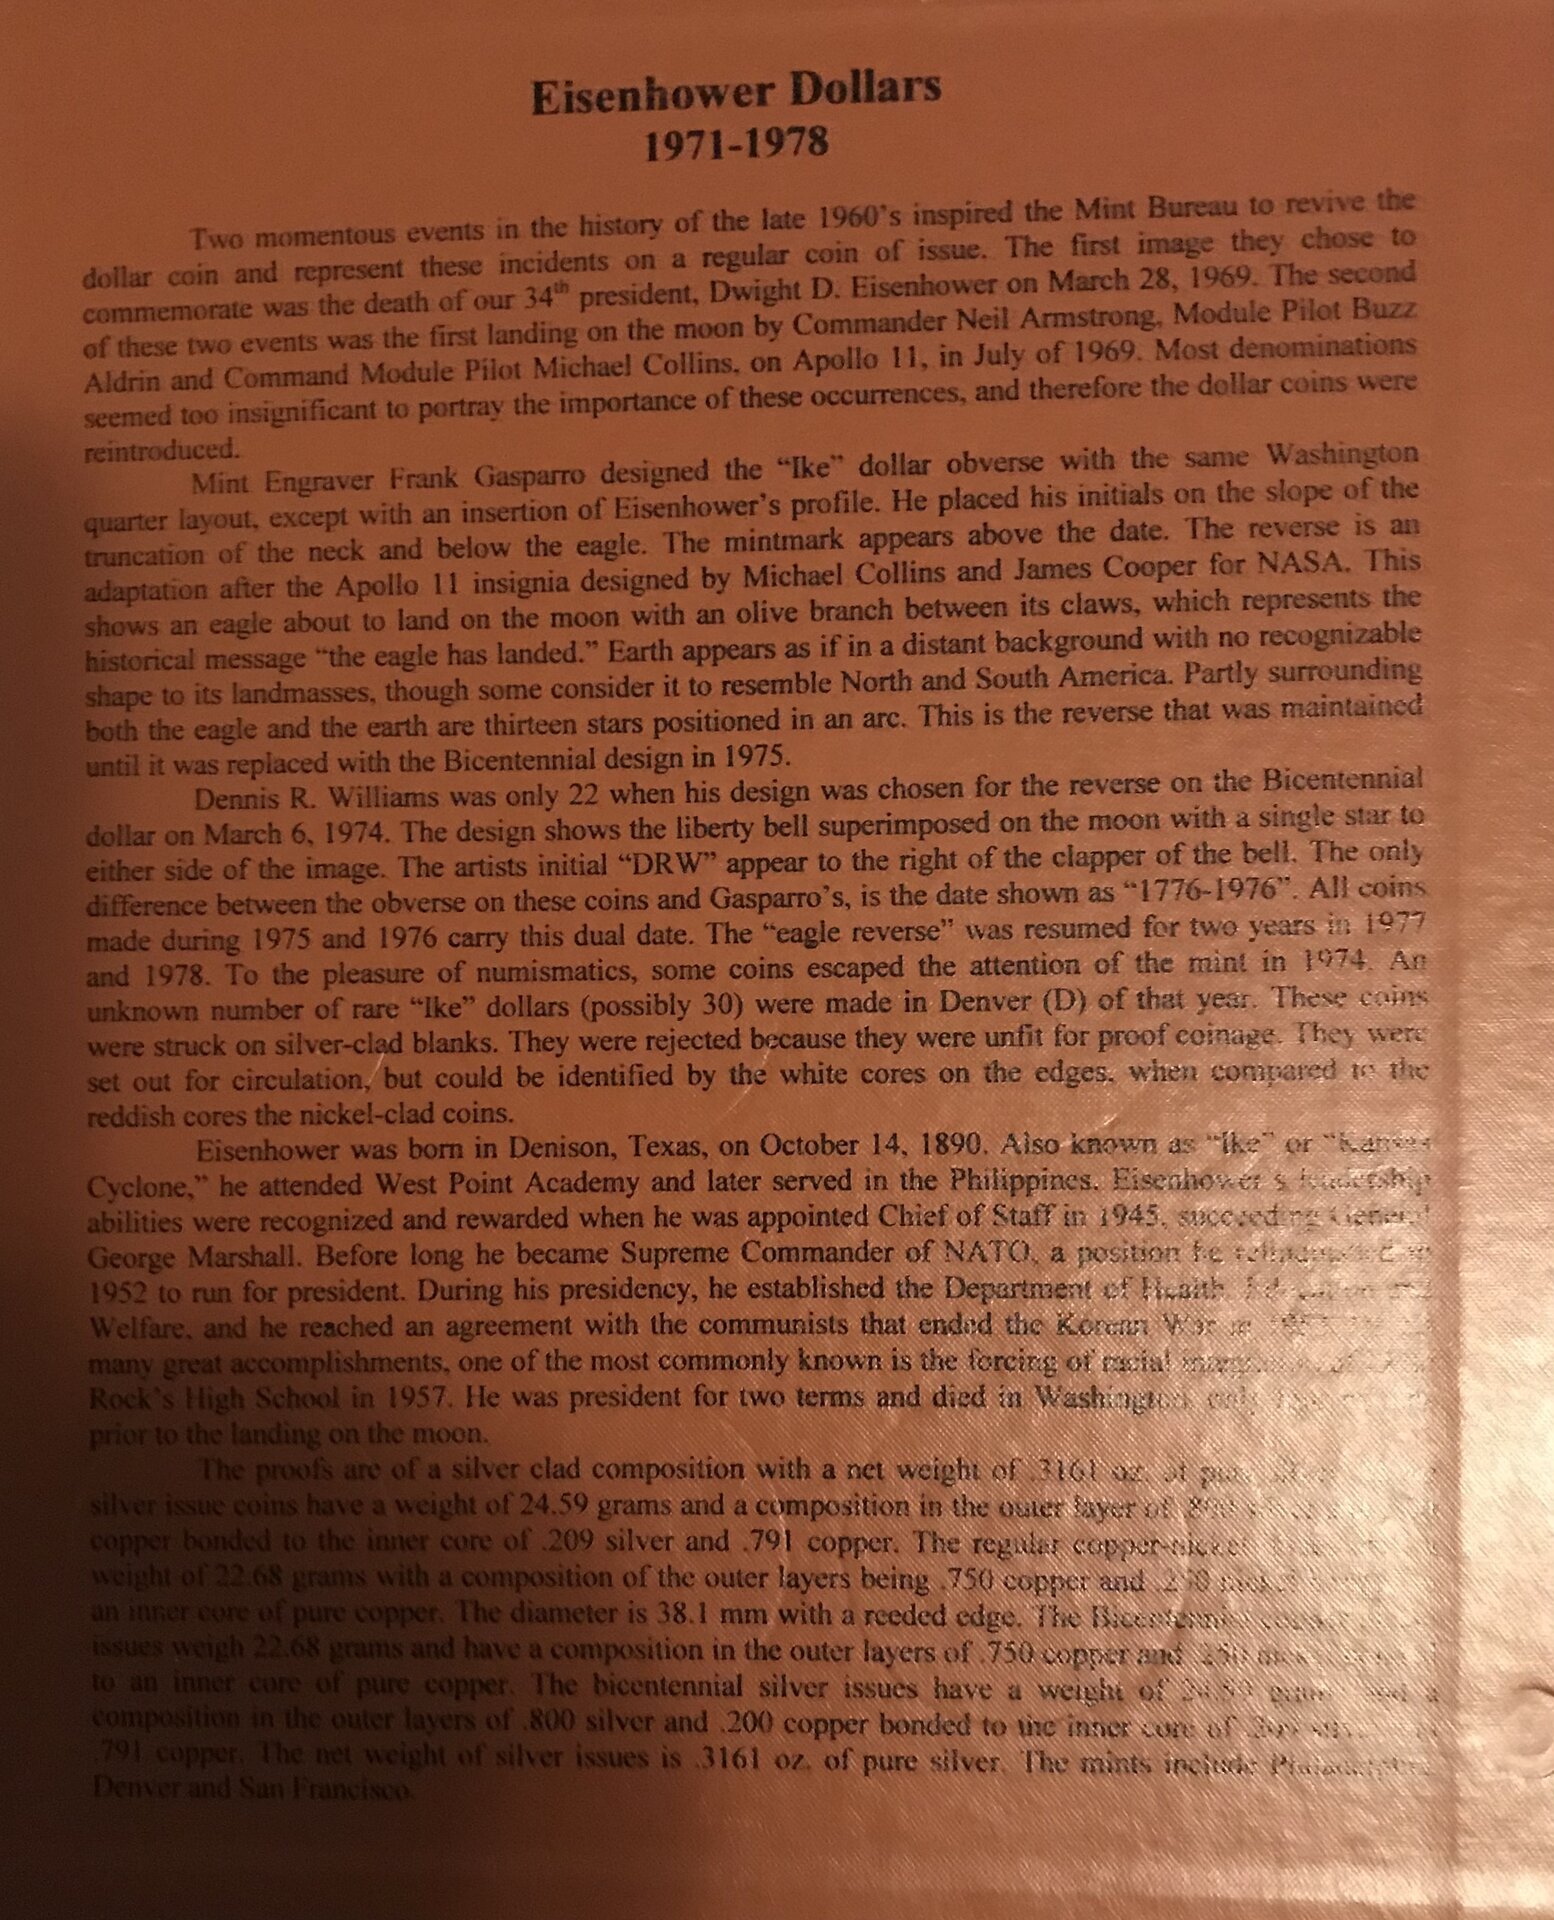 Eisenhower Dollars
1971-1978
Two momentous events in the history of the late 1960's inspired the Mint Bureau to revive the
dollar coin and represent these incidents on a regular coin of issue. The first image they chose to
commemorate was the death of our 34th president, Dwight D. Eisenhower on March 28, 1969. The second
of these two events was the first landing on the moon by Commander Neil Armstrong, Module Pilot Buzz
Aldrin and Command Module Pilot Michael Collins, on Apollo 11, in July of 1969. Most denominations
seemed too insignificant to portray the importance of these occurrences, and therefore the dollar coins were
reintroduced.
Mint Engraver Frank Gasparro designed the "Ike" dollar obverse with the same Washington
quarter layout, except with an insertion of Eisenhower's profile. He placed his initials on the slope of the
truncation of the neck and below the eagle. The mintmark appears above the date. The reverse is an
adaptation after the Apollo 11 insignia designed by Michael Collins and James Cooper for NASA. This
shows an eagle about to land on the moon with an olive branch between its claws, which represents the
historical message "the eagle has landed." Earth appears as if in a distant background with no recognizable
shape to its landmasses, though some consider it to resemble North and South America. Partly surrounding
both the eagle and the earth are thirteen stars positioned in an arc. This is the reverse that was maintained
until it was replaced with the Bicentennial design in 1975.
Dennis R. Williams was only 22 when his design was chosen for the reverse on the Bicentennial
dollar on March 6, 1974. The design shows the liberty bell superimposed on the moon with a single star to
either side of the image. The artists initial "DRW" appear to the right of the clapper of the bell. The only
difference between the obverse on these coins and Gasparro's, is the date shown as "1776-1976". All coins
made during 1975 and 1976 carry this dual date. The "eagle reverse" was resumed for two years in 1977
and 1978. To the pleasure of numismatics, some coins escaped the attention of the mint in 1974. An
unknown number of rare "Ike" dollars (possibly 30) were made in Denver (D) of that year. These coins
were struck on silver-clad blanks. They were rejected because they were unfit for proof coinage. They were
set out for circulation, but could be identified by the white cores on the edges, when compared to the
reddish cores the nickel-clad coins.
Eisenhower was born in Denison, Texas, on October 14, 1890. Also known as "Ike" or "Kansas
Cyclone," he attended West Point Academy and later served in the Philippines. Eisenhower's leadership
abilities were recognized and rewarded when he was appointed Chief of Staff in 1945, succeeding General
George Marshall. Before long he became Supreme Commander of NATO, a position he relinquished in
1952 to run for president. During his presidency, he established the Department of Health,
Welfare, and he reached an agreement with the communists that ended the Korean War in
many great accomplishments, one of the most commonly known is the forcing of racial
Rock's High School in 1957. He was president for two terms and died in Washington, only
prior to the landing on the moon.
The proofs are of a silver clad composition with a net weight of .3161 oz. of pure
silver issue coins have a weight of 24.59 grams and a composition in the outer layer of .800
copper bonded to the inner core of .209 silver and .791 copper. The regular copper-nickel
weight of 22.68 grams with a composition of the outer layers being .750 copper and .250 nickel
an inner core of pure copper. The diameter is 38.1 mm with a reeded edge. The Bicentennial
issues weigh 22.68 grams and have a composition in the outer layers of .750 copper and .250
to an inner core of pure copper. The bicentennial silver issues have a weight of 24.59 grams and a
composition in the outer layers of .800 silver and .200 copper bonded to the inner core of
.791 copper. The net weight of silver issues is .3161 oz. of pure silver. The mints include Philadelphia,
Denver and San Francisco.